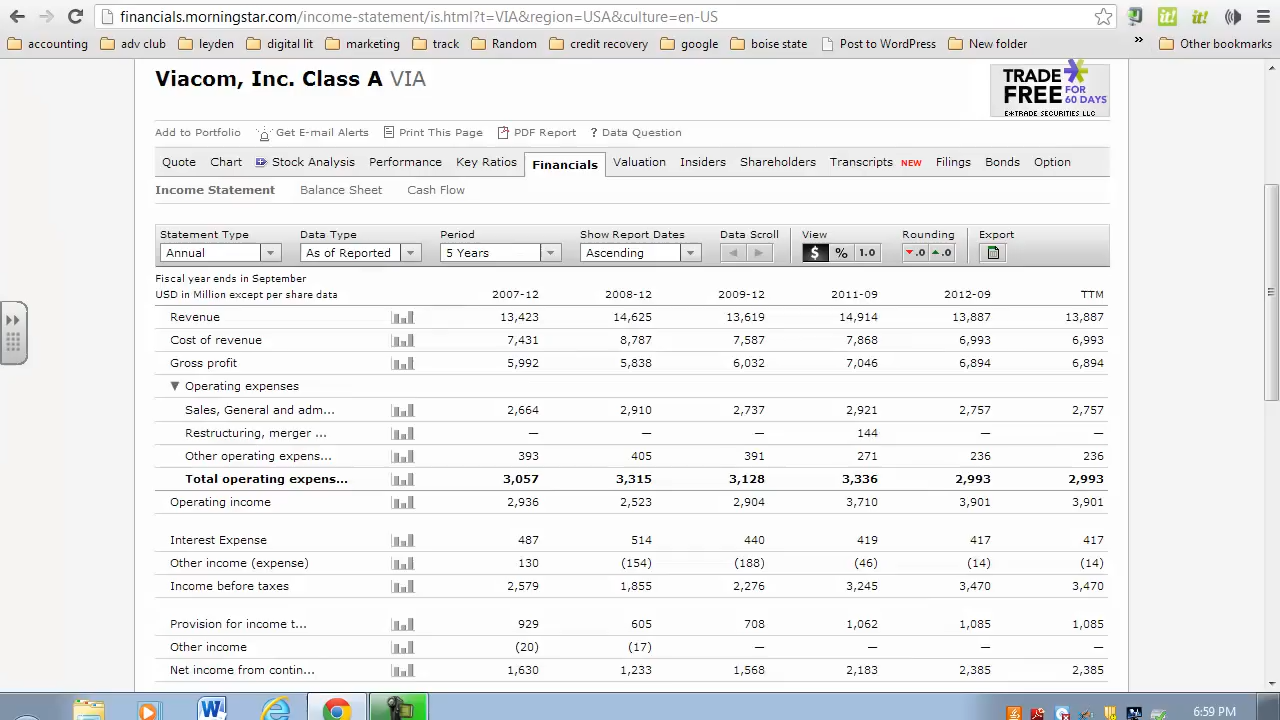 financials.morningstar.com/income-statement/is.html?t=VIA&region=USA&culture=en-US
accounting adv club leyden digital lit marketing track Random credit recovery google boise state Post to WordPress New folder » Other bookmarks
Viacom, Inc. Class A VIA
TRADE FREE FOR 60 DAYS
E*TRADE SECURITIES LLC
Add to Portfolio Get E-mail Alerts Print This Page PDF Report ? Data Question
Quote Chart Stock Analysis Performance Key Ratios Financials Valuation Insiders Shareholders Transcripts NEW Filings Bonds Option
Income Statement Balance Sheet Cash Flow
Statement Type Data Type Period Show Report Dates Data Scroll View Rounding Export
Annual As of Reported 5 Years Ascending $ % 1.0 .0 .0
Fiscal year ends in September
USD in Million except per share data 2007-12 2008-12 2009-12 2011-09 2012-09 TTM
Revenue 13,423 14,625 13,619 14,914 13,887 13,887
Cost of revenue 7,431 8,787 7,587 7,868 6,993 6,993
Gross profit 5,992 5,838 6,032 7,046 6,894 6,894
▼ Operating expenses
Sales, General and adm... 2,664 2,910 2,737 2,921 2,757 2,757
Restructuring, merger ... — — — 144 — —
Other operating expens... 393 405 391 271 236 236
Total operating expens... 3,057 3,315 3,128 3,336 2,993 2,993
Operating income 2,936 2,523 2,904 3,710 3,901 3,901
Interest Expense 487 514 440 419 417 417
Other income (expense) 130 (154) (188) (46) (14) (14)
Income before taxes 2,579 1,855 2,276 3,245 3,470 3,470
Provision for income t... 929 605 708 1,062 1,085 1,085
Other income (20) (17) — — — —
Net income from contin... 1,630 1,233 1,568 2,183 2,385 2,385
6:59 PM